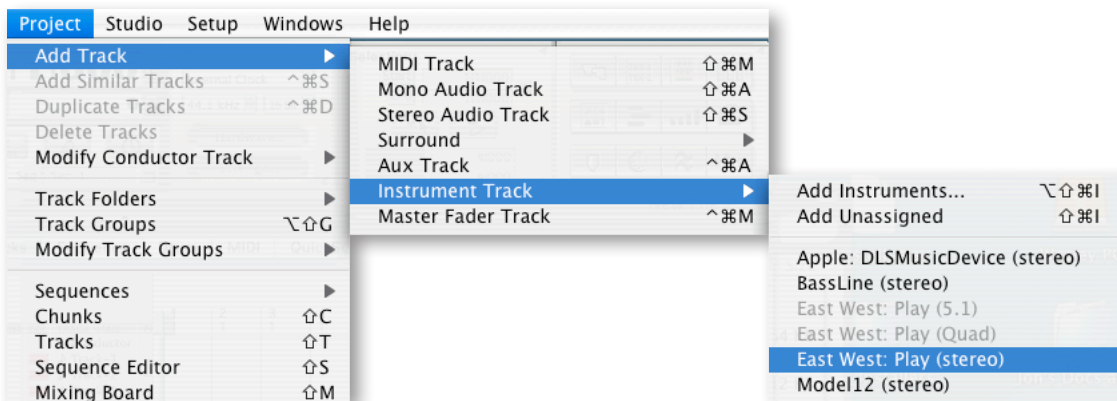 Project Studio Setup Windows Help
Add Track ▶
Add Similar Tracks ^⌘S
Duplicate Tracks ^⌘D
Delete Tracks
Modify Conductor Track ▶
Track Folders ▶
Track Groups ⌥⇧G
Modify Track Groups ▶
Sequences ▶
Chunks ⇧C
Tracks ⇧T
Sequence Editor ⇧S
Mixing Board ⇧M
MIDI Track ⇧⌘M
Mono Audio Track ⇧⌘A
Stereo Audio Track ⇧⌘S
Surround ▶
Aux Track ^⌘A
Instrument Track ▶
Master Fader Track ^⌘M
Add Instruments... ⌥⇧⌘I
Add Unassigned ⇧⌘I
Apple: DLSMusicDevice (stereo)
BassLine (stereo)
East West: Play (5.1)
East West: Play (Quad)
East West: Play (stereo)
Model12 (stereo)